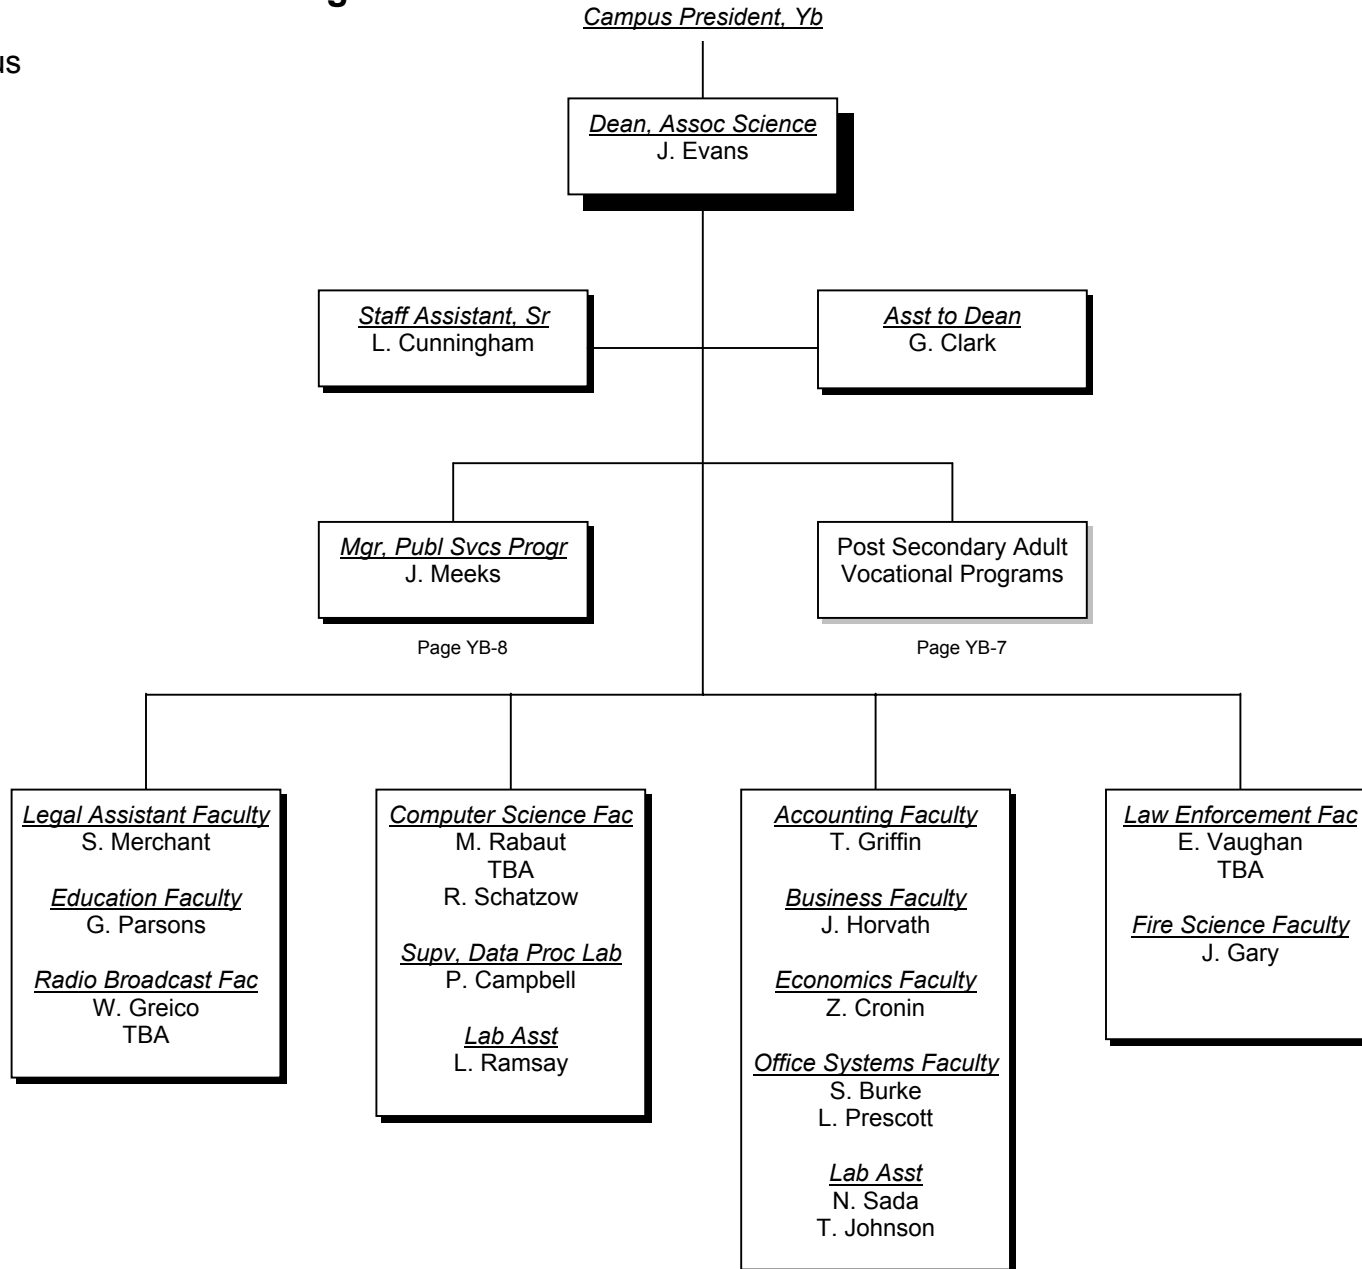 Campus President, Yb
Dean, Assoc Science
J. Evans
Staff Assistant, Sr
L. Cunningham
Asst to Dean
G. Clark
Mgr, Publ Svcs Progr
J. Meeks
Page YB-8
Post Secondary Adult
Vocational Programs
Page YB-7
Legal Assistant Faculty
S. Merchant
Education Faculty
G. Parsons
Radio Broadcast Fac
W. Greico
TBA
Computer Science Fac
M. Rabaut
TBA
R. Schatzow
Supv, Data Proc Lab
P. Campbell
Lab Asst
L. Ramsay
Accounting Faculty
T. Griffin
Business Faculty
J. Horvath
Economics Faculty
Z. Cronin
Office Systems Faculty
S. Burke
L. Prescott
Lab Asst
N. Sada
T. Johnson
Law Enforcement Fac
E. Vaughan
TBA
Fire Science Faculty
J. Gary